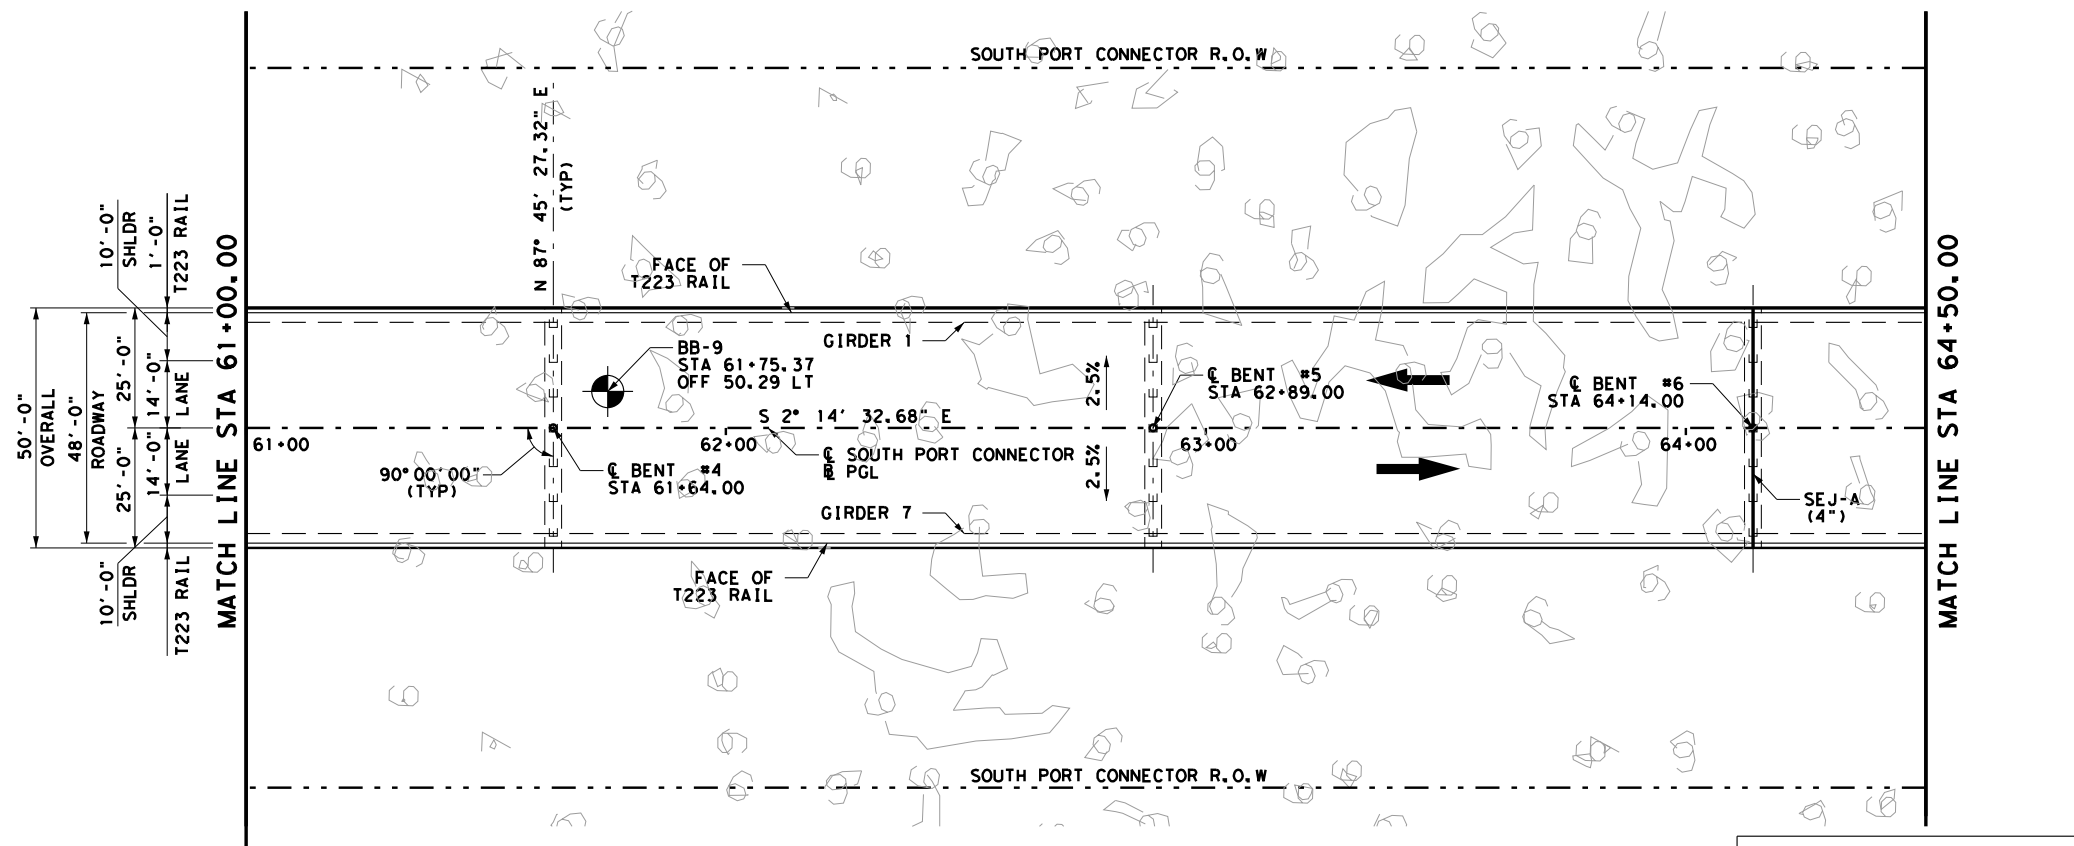 SOUTH PORT CONNECTOR R.O.W
N 87° 45' 27.32" E
(TYP)
10'-0"
SHLDR
1'-0"
T223 RAIL
FACE OF
T223 RAIL
MATCH LINE STA 61+00.00
MATCH LINE STA 64+50.00
50'-0"
OVERALL
48'-0"
ROADWAY
25'-0"
25'-0"
14'-0"
LANE
14'-0"
LANE
10'-0"
SHLDR
T223 RAIL
GIRDER 1
BB-9
STA 61+75.37
OFF 50.29 LT
2.5%
℄ BENT #5
STA 62+89.00
℄ BENT #6
STA 64+14.00
S 2° 14' 32.68" E
61+00
62+00
63+00
64+00
90°00'00"
(TYP)
℄ BENT #4
STA 61+64.00
℄ SOUTH PORT CONNECTOR
PGL
2.5%
SEJ-A
(4")
GIRDER 7
FACE OF
T223 RAIL
SOUTH PORT CONNECTOR R.O.W